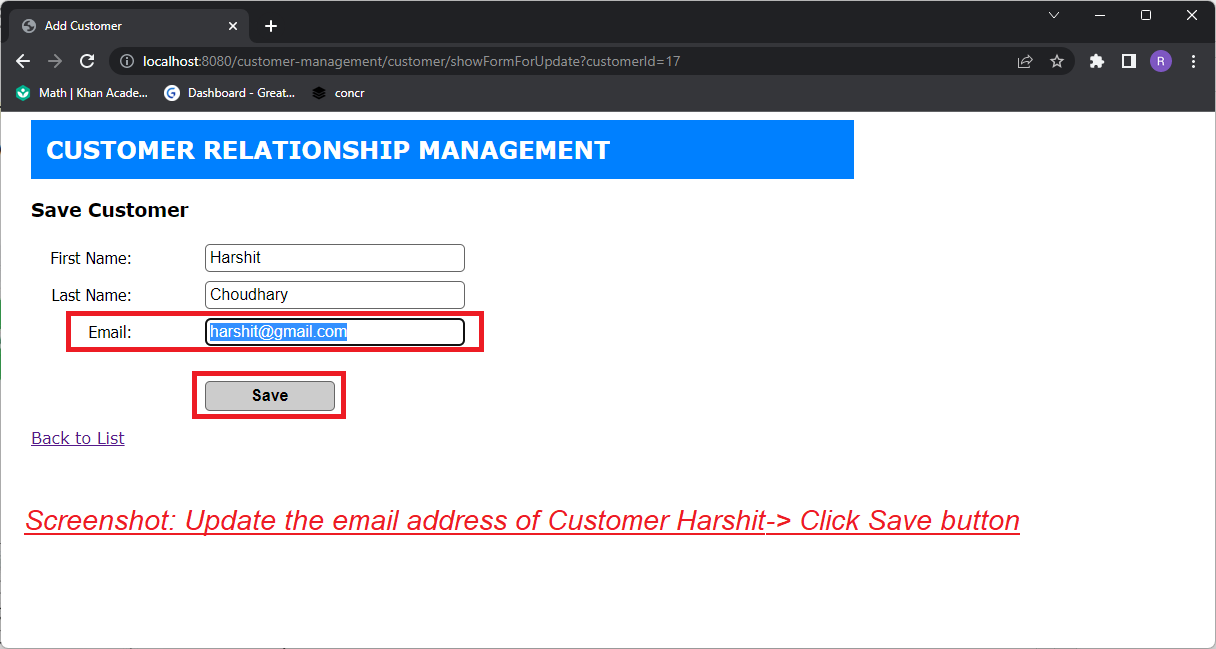 Add Customer
localhost:8080/customer-management/customer/showFormForUpdate?customerId=17
R
Math | Khan Acade... G Dashboard - Great... concr
CUSTOMER RELATIONSHIP MANAGEMENT
Save Customer
First Name: Harshit
Last Name: Choudhary
Email: harshit@gmail.com
Save
Back to List
Screenshot: Update the email address of Customer Harshit-> Click Save button